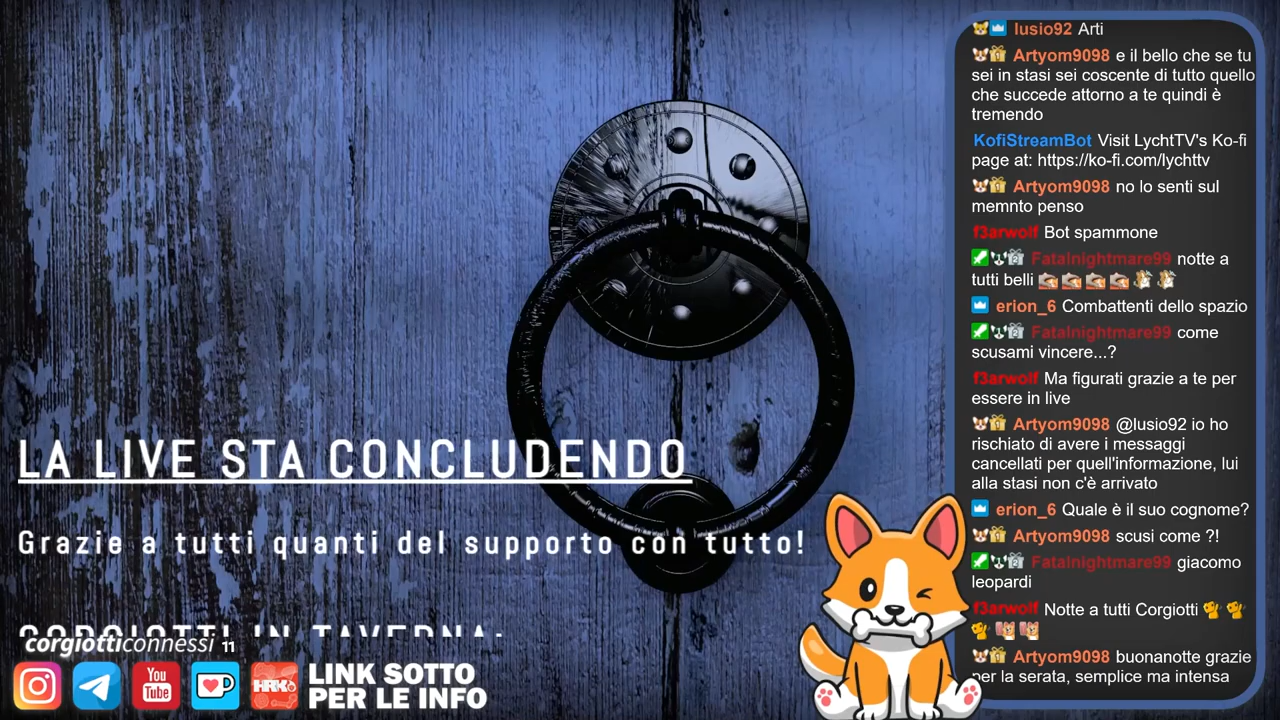 LA LIVE STA CONCLUDENDO
Grazie a tutti quanti del supporto con tutto!
CORGIOTTI IN TAVERNA:
corgiotticonnessi 11
You
Tube
HRK
LINK SOTTO
PER LE INFO
lusio92 Arti
Artyom9098 e il bello che se tu
sei in stasi sei coscente di tutto quello
che succede attorno a te quindi è
tremendo
KofiStreamBot Visit LychtTV's Ko-fi
page at: https://ko-fi.com/lychttv
Artyom9098 no lo senti sul
memnto penso
f3arwolf Bot spammone
Fatalnightmare99 notte a
tutti belli
erion_6 Combattenti dello spazio
Fatalnightmare99 come
scusami vincere...?
f3arwolf Ma figurati grazie a te per
essere in live
Artyom9098 @lusio92 io ho
rischiato di avere i messaggi
cancellati per quell'informazione, lui
alla stasi non c'è arrivato
erion_6 Quale è il suo cognome?
Artyom9098 scusi come ?!
Fatalnightmare99 giacomo
leopardi
f3arwolf Notte a tutti Corgiotti
Artyom9098 buonanotte grazie
per la serata, semplice ma intensa